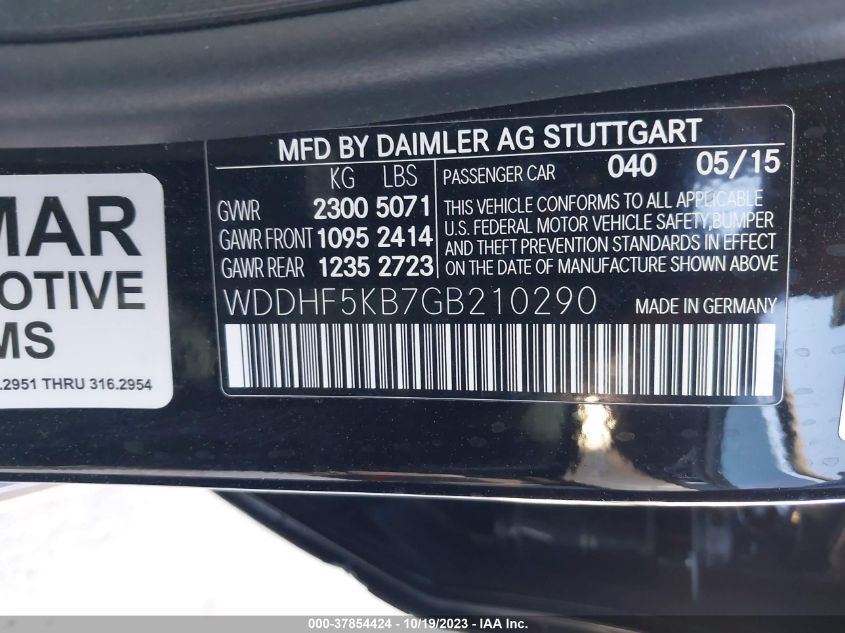 MFD BY DAIMLER AG STUTTGART
KG LBS
GVWR 2300 5071
GAWR FRONT 1095 2414
GAWR REAR 1235 2723
PASSENGER CAR 040 05/15
THIS VEHICLE CONFORMS TO ALL APPLICABLE
U.S. FEDERAL MOTOR VEHICLE SAFETY, BUMPER
AND THEFT PREVENTION STANDARDS IN EFFECT
ON THE DATE OF MANUFACTURE SHOWN ABOVE
WDDHF5KB7GB210290 MADE IN GERMANY
MAR
OTIVE
MS
.2951 THRU 316.2954
000-37854424 - 10/19/2023 - IAA Inc.